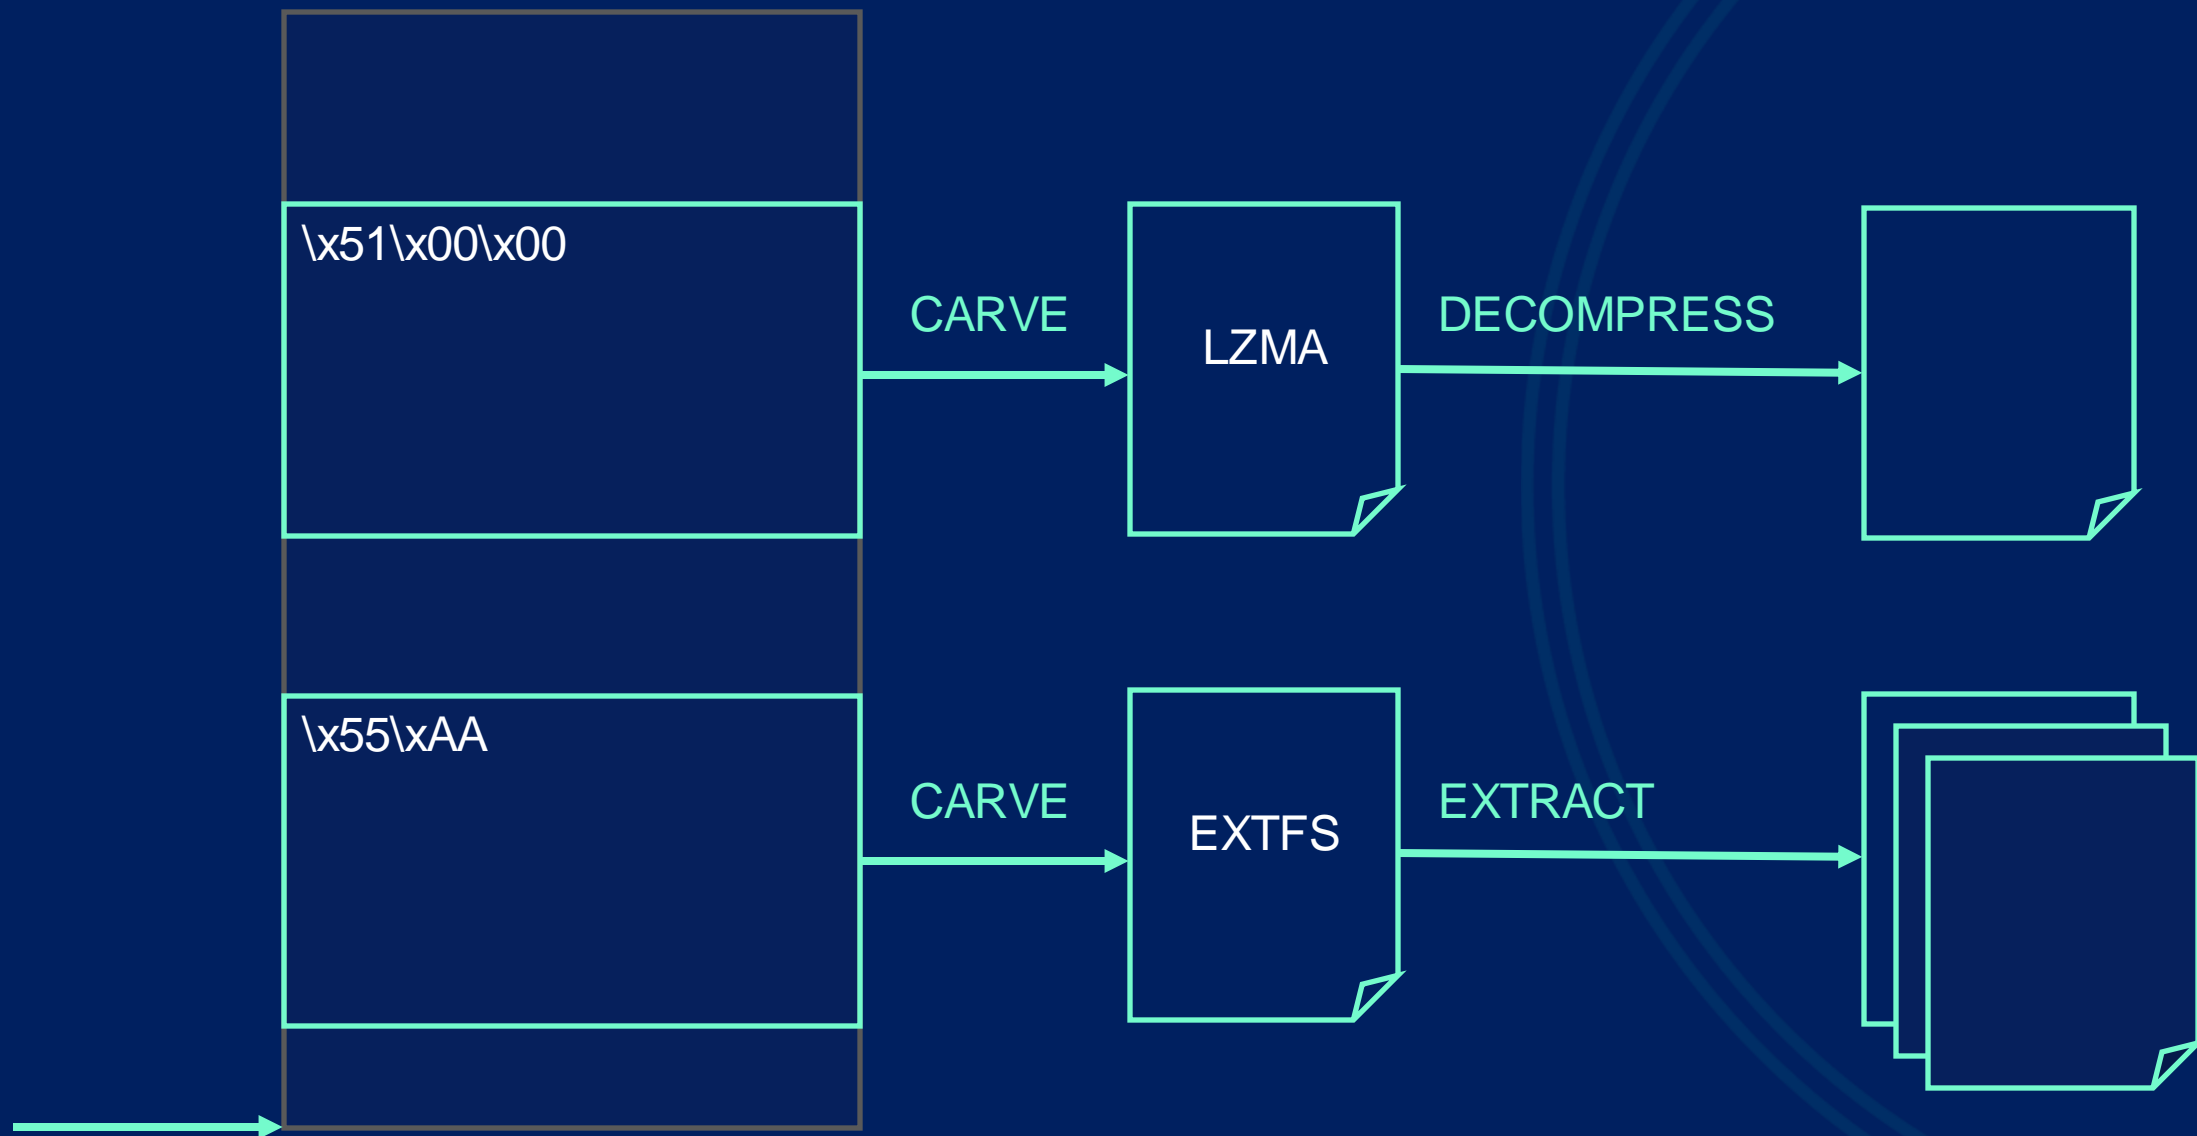 \x51\x00\x00
CARVE
LZMA
DECOMPRESS
\x55\xAA
CARVE
EXTFS
EXTRACT